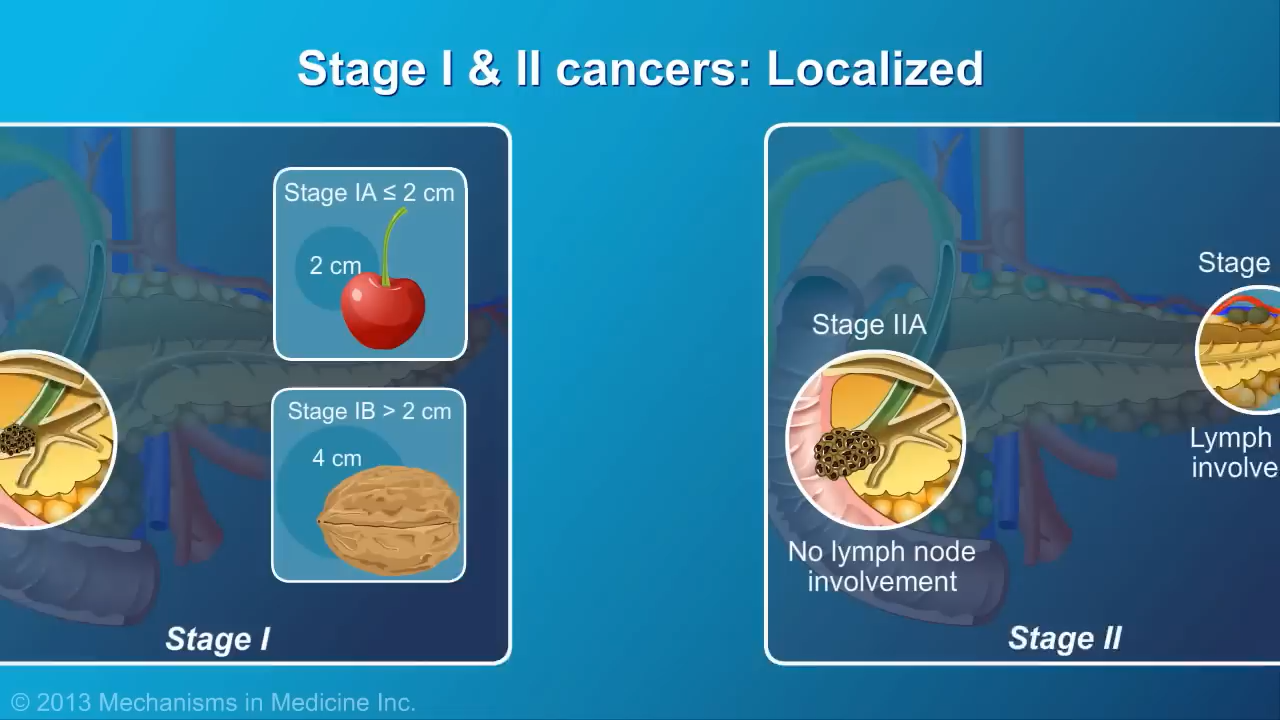 Stage I & II cancers: Localized
Stage IA ≤ 2 cm
2 cm
Stage IB > 2 cm
4 cm
Stage I
Stage IIA
No lymph node
involvement
Stage
Lymph
involve
Stage II
© 2013 Mechanisms in Medicine Inc.